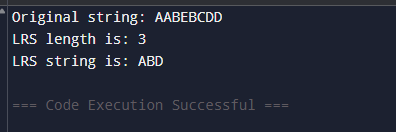 Original string: AABEBCDD
LRS length is: 3
LRS string is: ABD
=== Code Execution Successful ===